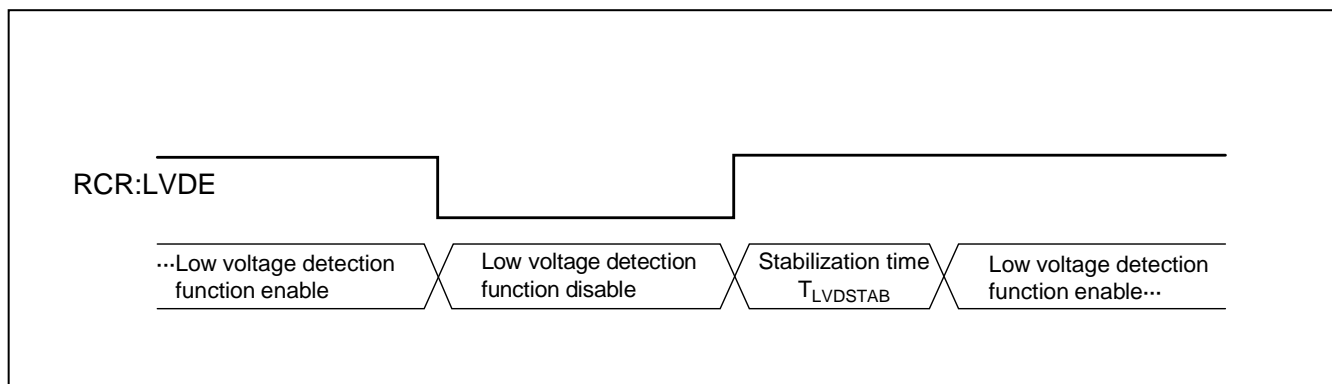 RCR:LVDE
···Low voltage detection
function enable
Low voltage detection
function disable
Stabilization time
TLVDSTAB
Low voltage detection
function enable···